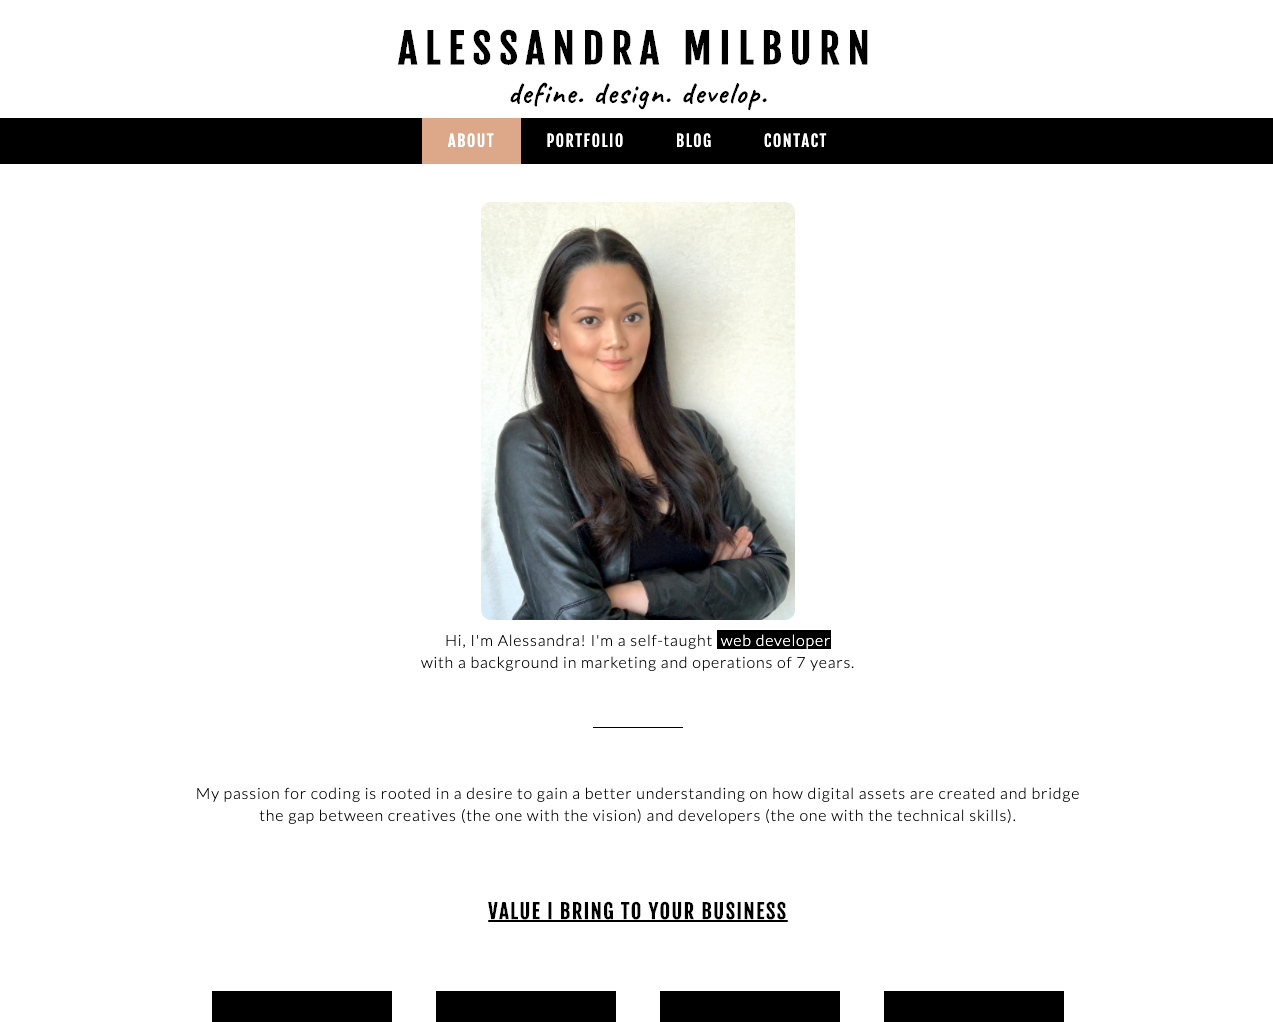 ALESSANDRA MILBURN
define. design. develop.
ABOUT PORTFOLIO BLOG CONTACT
Hi, I'm Alessandra! I'm a self-taught web developer
with a background in marketing and operations of 7 years.
My passion for coding is rooted in a desire to gain a better understanding on how digital assets are created and bridge
the gap between creatives (the one with the vision) and developers (the one with the technical skills).
VALUE I BRING TO YOUR BUSINESS